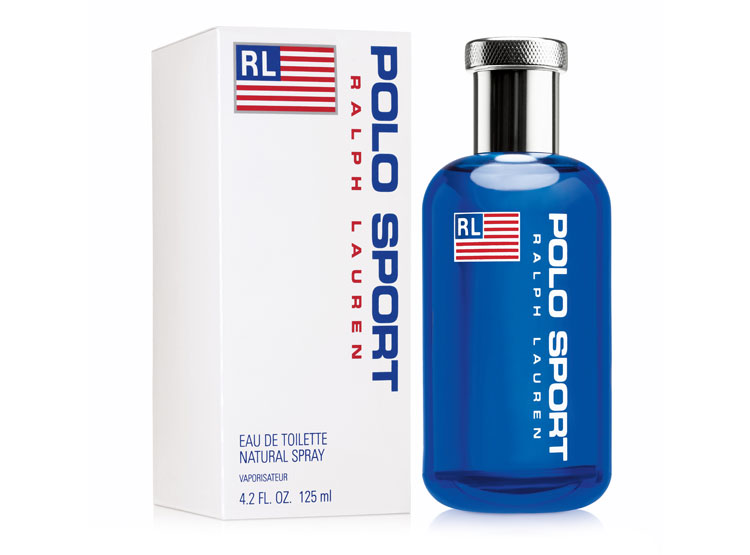 RL
POLO SPORT
RALPH LAUREN
EAU DE TOILETTE
NATURAL SPRAY
VAPORISATEUR
4.2 FL. OZ. 125 ml
RL
POLO SPORT
RALPH LAUREN